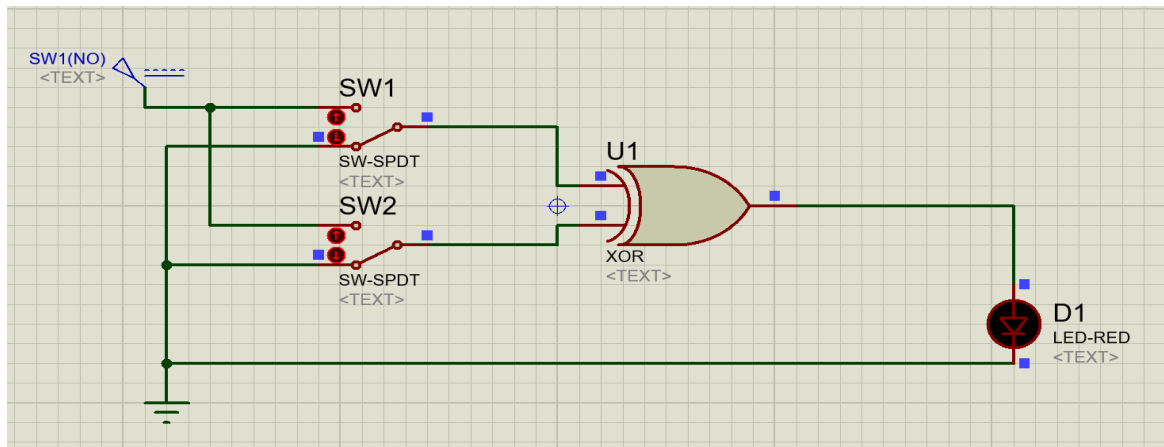 SW1(NO)
<TEXT>
SW1
SW-SPDT
<TEXT>
SW2
SW-SPDT
<TEXT>
U1
XOR
<TEXT>
D1
LED-RED
<TEXT>